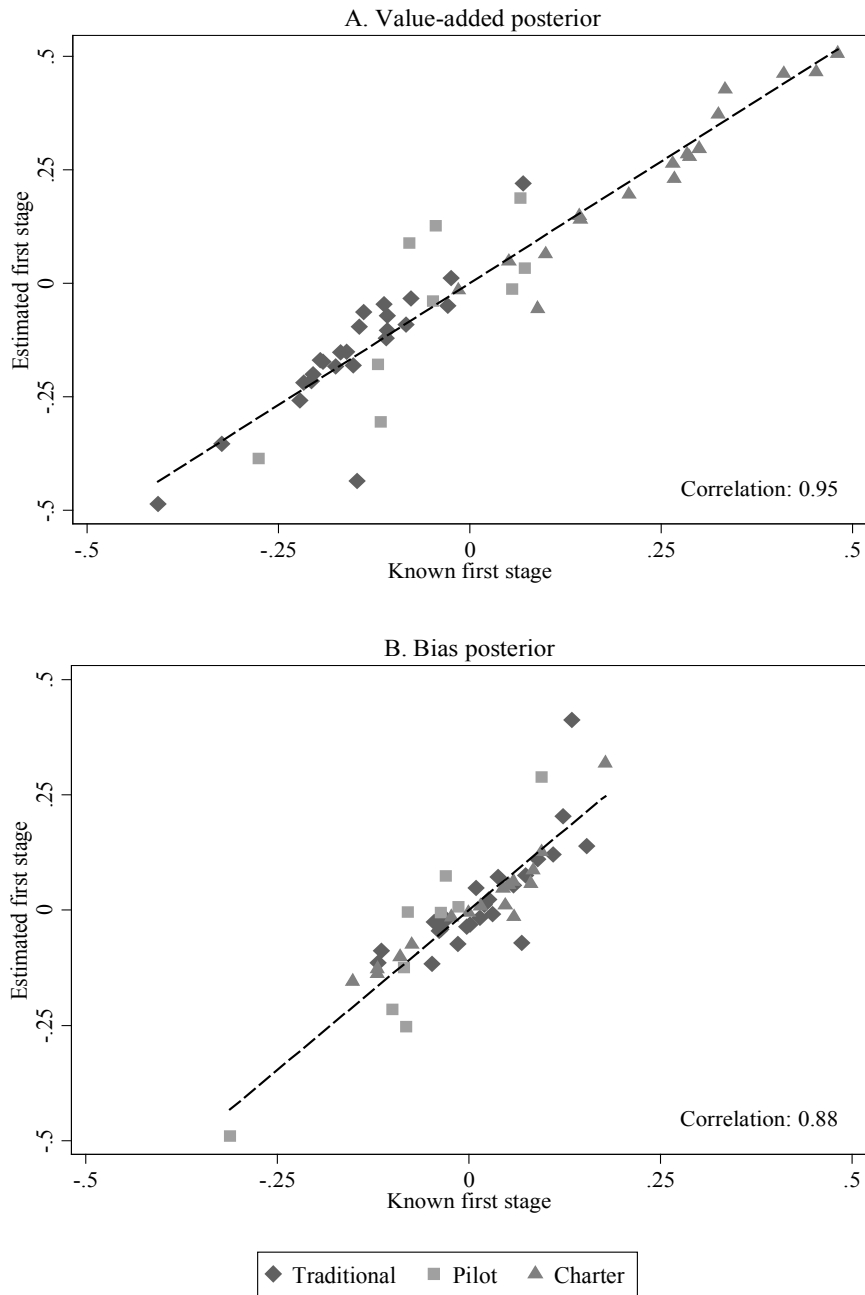 A. Value-added posterior
Estimated first stage
.5
.25
0
-.25
-.5
Correlation: 0.95
-.5 -.25 0 .25 .5
Known first stage
B. Bias posterior
Estimated first stage
.5
.25
0
-.25
-.5
Correlation: 0.88
-.5 -.25 0 .25 .5
Known first stage
Traditional Pilot Charter